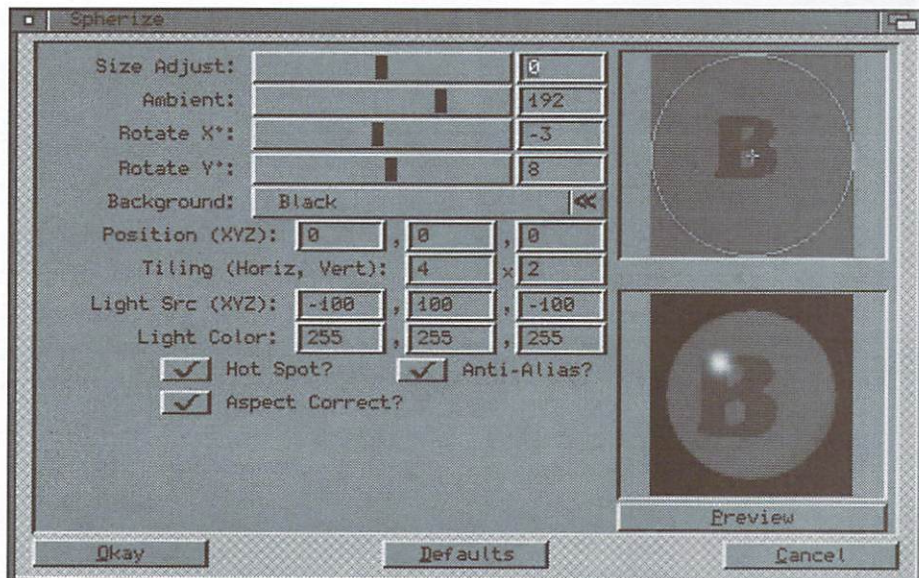 Spherize
Size Adjust: 0
Ambient: 192
Rotate X°: -3
Rotate Y°: 8
Background: Black
Position (XYZ): 0 , 0 , 0
Tiling (Horiz, Vert): 4 x 2
Light Src (XYZ): -100 , 100 , -100
Light Color: 255 , 255 , 255
Hot Spot? Anti-Alias?
Aspect Correct?
B
B
Preview
Okay Defaults Cancel